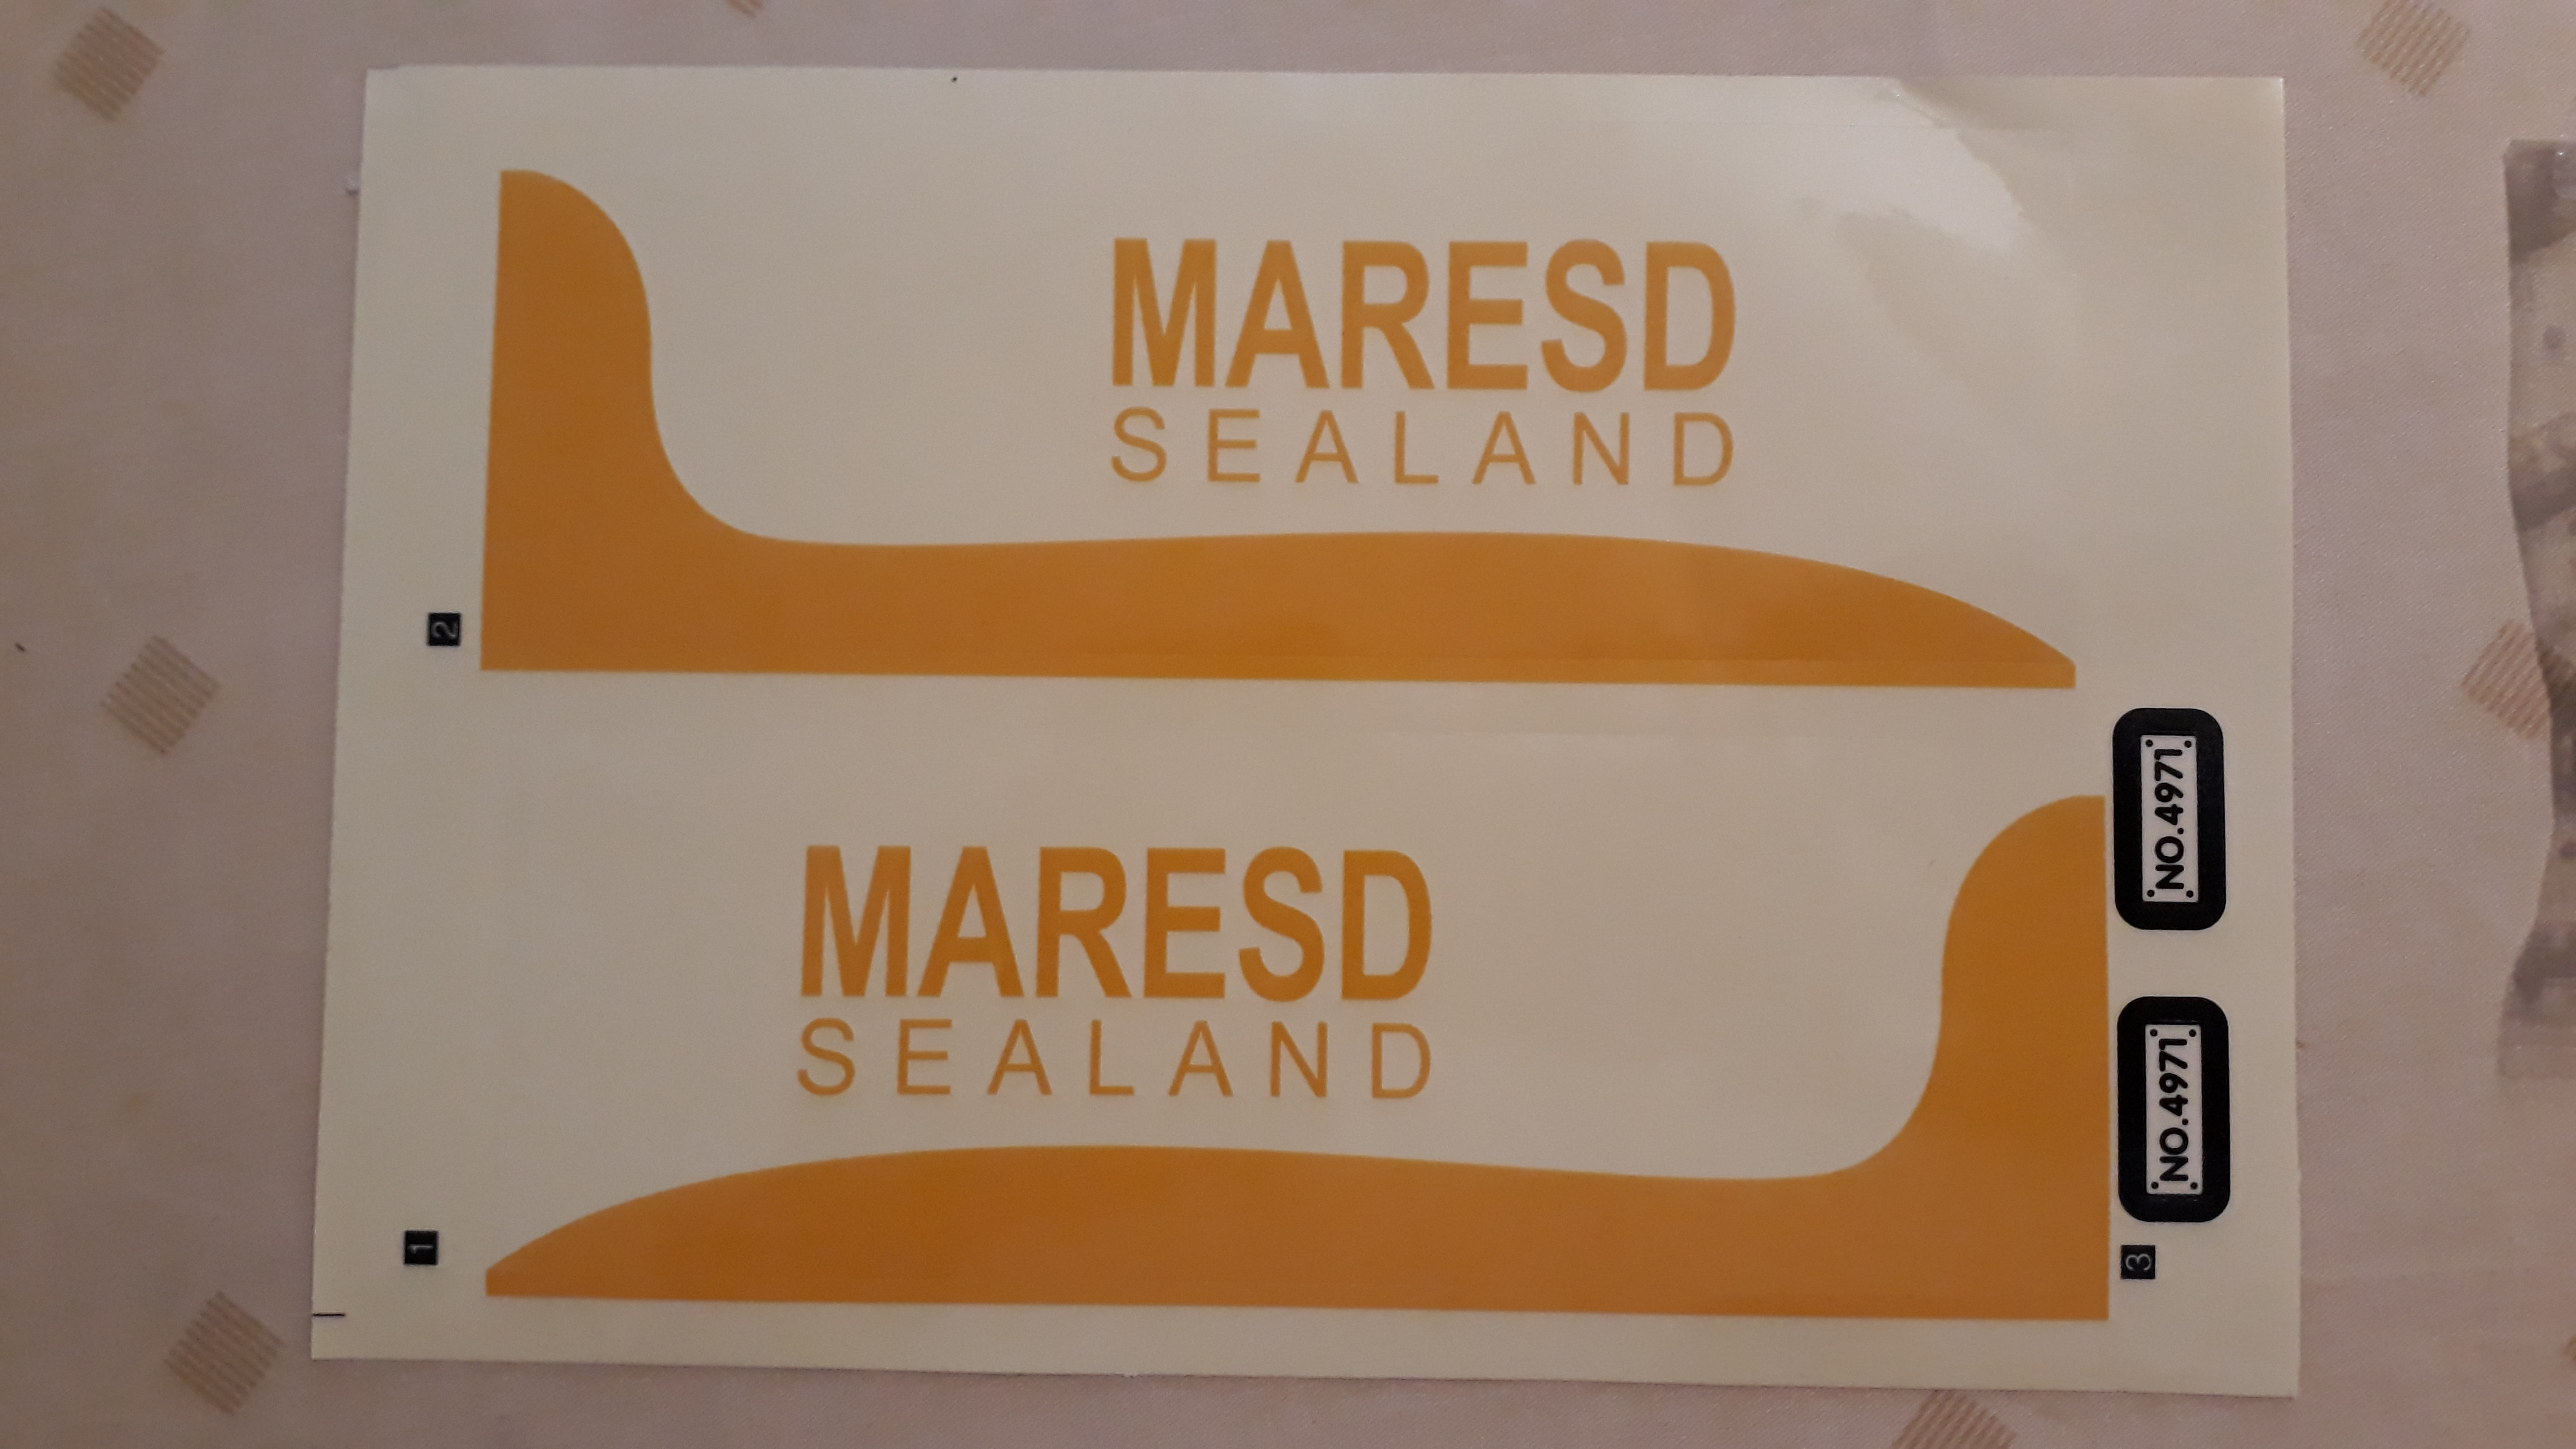 MARESD
SEALAND
2
NO.4971
MARESD
SEALAND
NO.4971
1
3